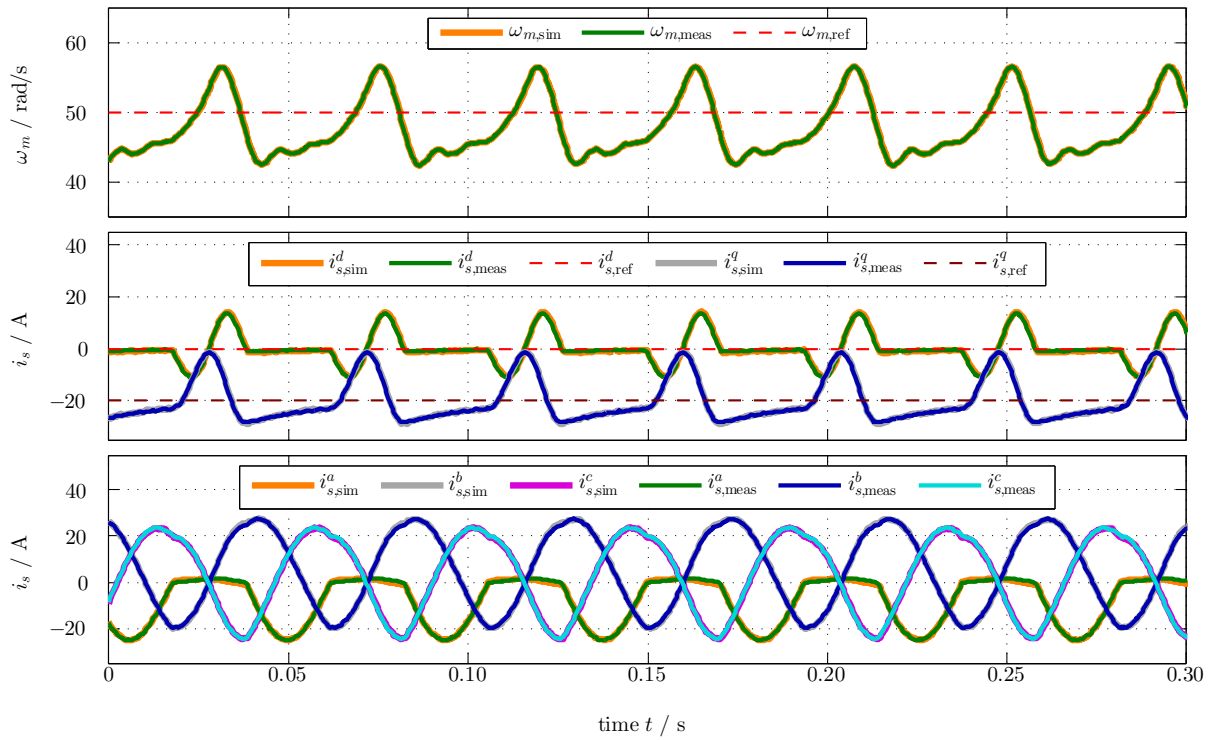 ω_{m,sim} ω_{m,meas} ω_{m,ref}
60
50
40
ω_m / rad/s
i^d_{s,sim} i^d_{s,meas} i^d_{s,ref} i^q_{s,sim} i^q_{s,meas} i^q_{s,ref}
40
20
0
−20
i_s / A
i^a_{s,sim} i^b_{s,sim} i^c_{s,sim} i^a_{s,meas} i^b_{s,meas} i^c_{s,meas}
40
20
0
−20
i_s / A
0 0.05 0.10 0.15 0.20 0.25 0.30
time t / s